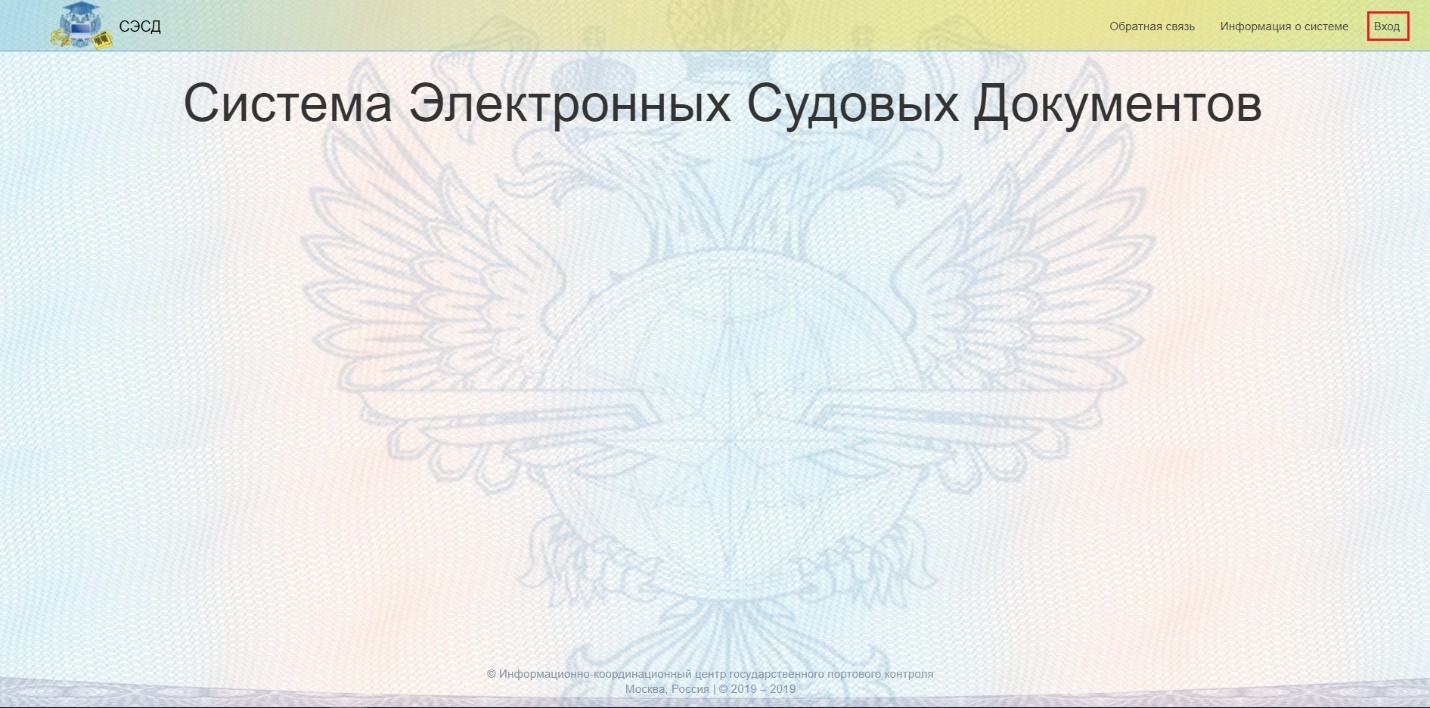 СЭСД
Обратная связь
Информация о системе
Вход
Система Электронных Судовых Документов
© Информационно-координационный центр государственного портового контроля
Москва, Россия | © 2019 – 2019